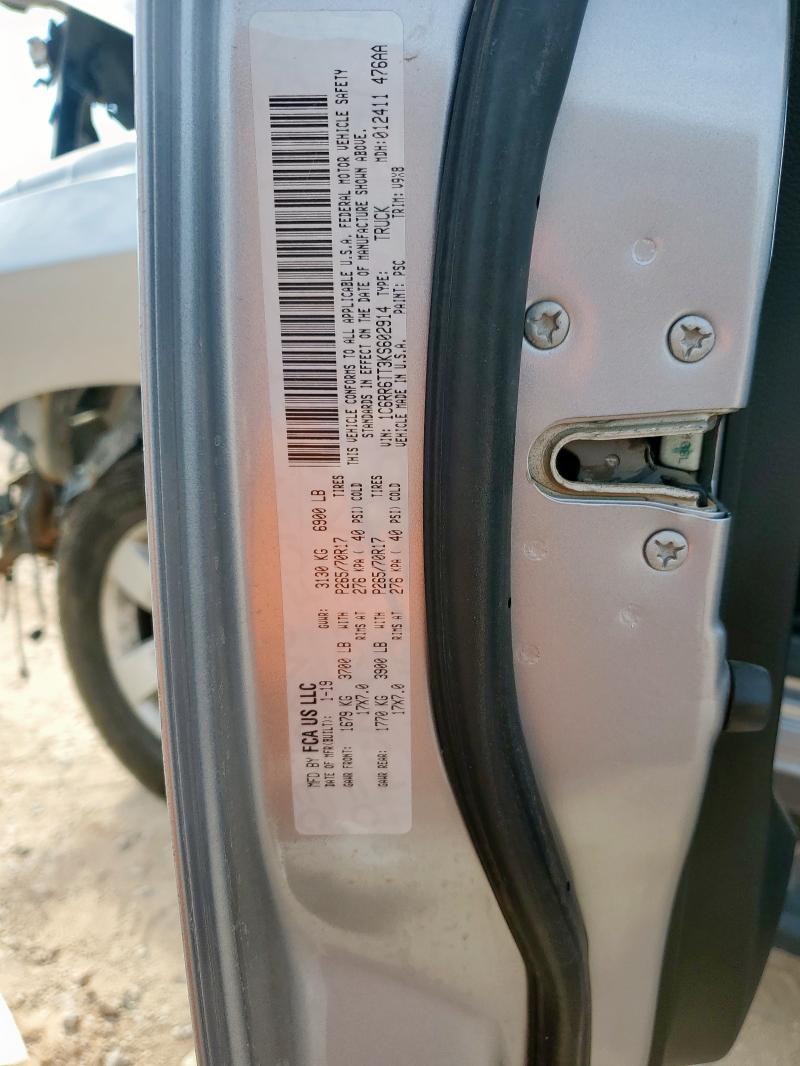 MFD BY FCA US LLC
DATE OF MFR(BUILT): 1-19 GVWR: 3130 KG 6900 LB
GAWR FRONT: 1679 KG 3700 LB WITH P265/70R17 TIRES
17X7.0 RIMS AT 276 KPA ( 40 PSI) COLD
GAWR REAR: 1770 KG 3900 LB WITH P265/70R17 TIRES
17X7.0 RIMS AT 276 KPA ( 40 PSI) COLD
THIS VEHICLE CONFORMS TO ALL APPLICABLE U.S.A. FEDERAL MOTOR VEHICLE SAFETY
STANDARDS IN EFFECT ON THE DATE OF MANUFACTURE SHOWN ABOVE.
VIN: 1C6RR6TT3KS602914 TYPE: TRUCK MDH: 012411 476AA
VEHICLE MADE IN U.S.A. PAINT: PSC TRIM: V9X8